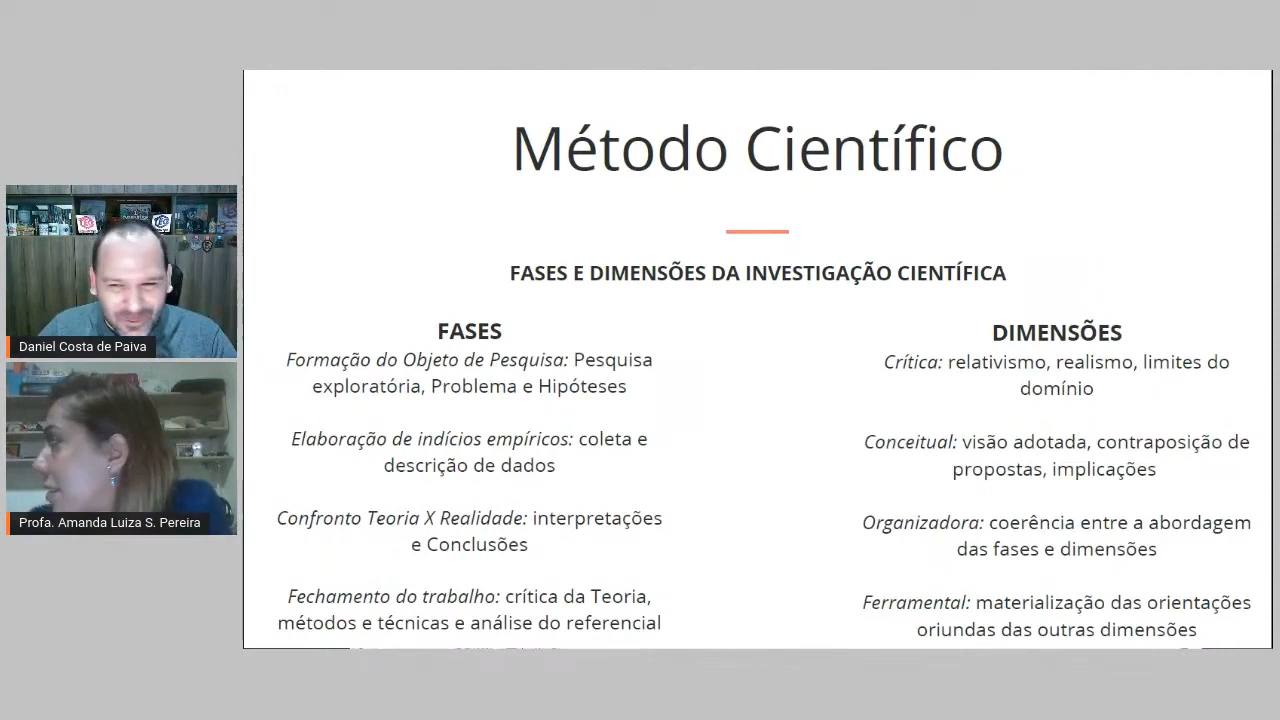 Método Científico
FASES E DIMENSÕES DA INVESTIGAÇÃO CIENTÍFICA
FASES
Formação do Objeto de Pesquisa: Pesquisa
exploratória, Problema e Hipóteses
Elaboração de indícios empíricos: coleta e
descrição de dados
Confronto Teoria X Realidade: interpretações
e Conclusões
Fechamento do trabalho: crítica da Teoria,
métodos e técnicas e análise do referencial
DIMENSÕES
Crítica: relativismo, realismo, limites do
domínio
Conceitual: visão adotada, contraposição de
propostas, implicações
Organizadora: coerência entre a abordagem
das fases e dimensões
Ferramental: materialização das orientações
oriundas das outras dimensões
Daniel Costa de Paiva
Profa. Amanda Luiza S. Pereira